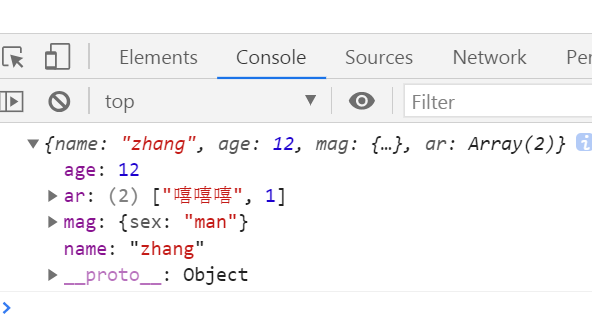 Elements Console Sources Network Pe
top Filter
{name: "zhang", age: 12, mag: {…}, ar: Array(2)} i
age: 12
ar: (2) ["嘻嘻嘻", 1]
mag: {sex: "man"}
name: "zhang"
__proto__: Object